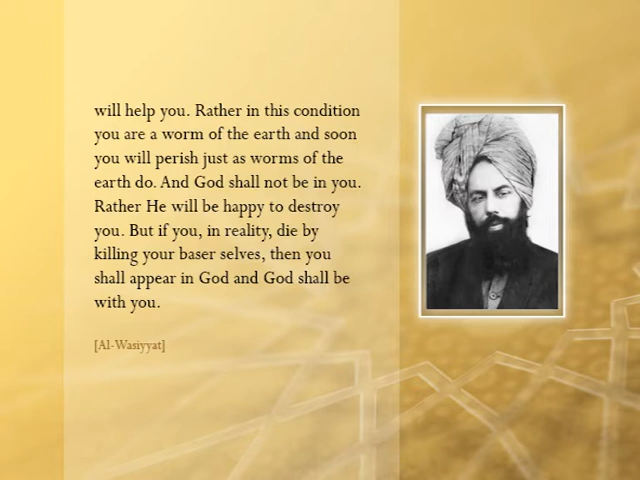 will help you. Rather in this condition
you are a worm of the earth and soon
you will perish just as worms of the
earth do. And God shall not be in you.
Rather He will be happy to destroy
you. But if you, in reality, die by
killing your baser selves, then you
shall appear in God and God shall be
with you.
[Al-Wasiyyat]